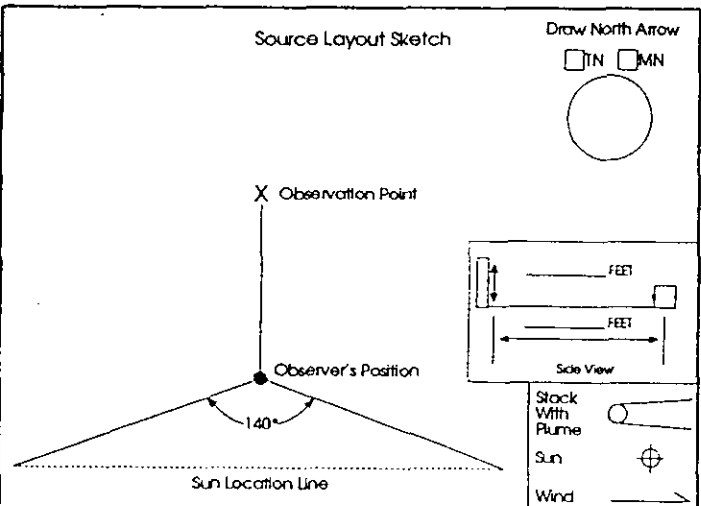 Source Layout Sketch
Draw North Arrow
TN MN
X Observation Point
FEET
FEET
Side View
Observer's Position
140°
Sun Location Line
Stack
With
Plume
Sun
Wind